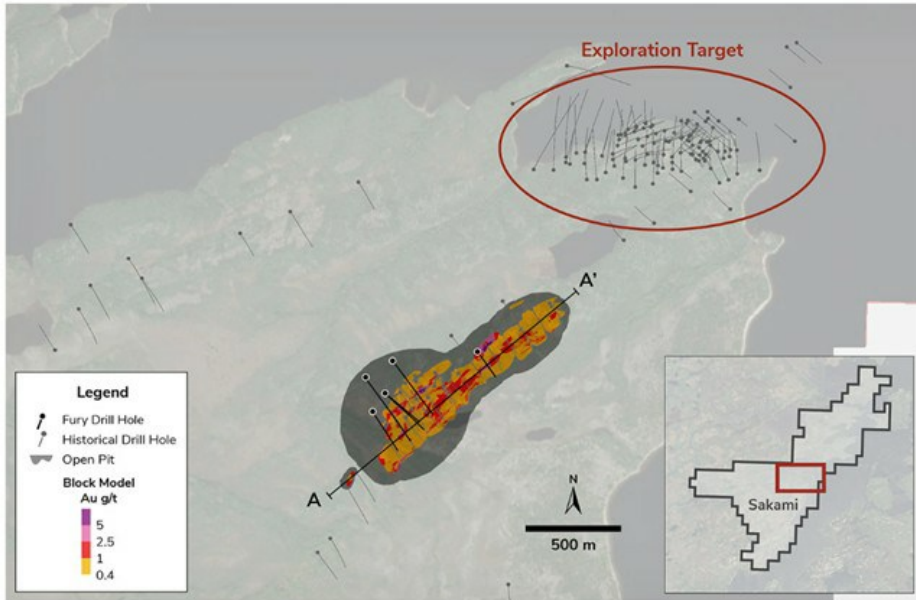 Exploration Target
A'
A
N
500 m
Legend
Fury Drill Hole
Historical Drill Hole
Open Pit
Block Model
Au g/t
5
2.5
1
0.4
Sakami